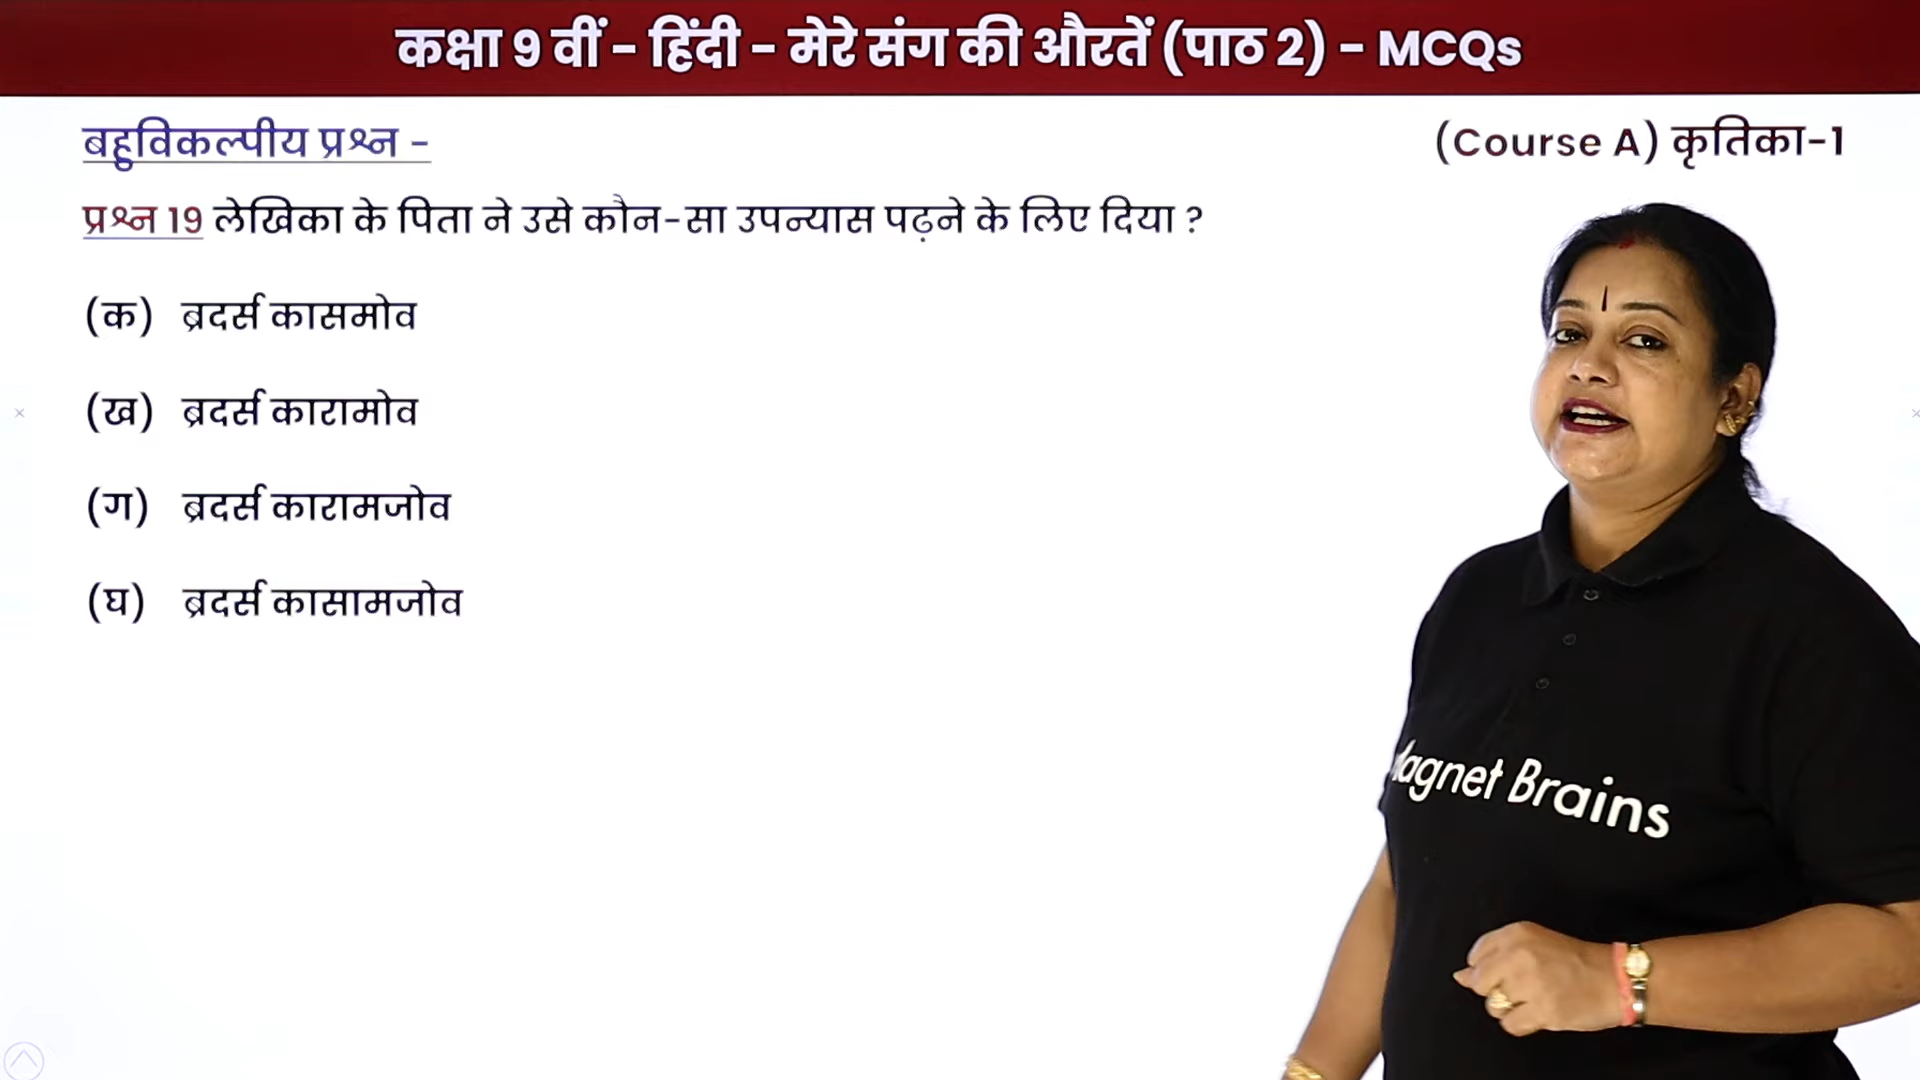 कक्षा 9 वीं - हिंदी - मेरे संग की औरतें (पाठ 2) - MCQs
बहुविकल्पीय प्रश्न -
(Course A) कृतिका-1
प्रश्न 19 लेखिका के पिता ने उसे कौन-सा उपन्यास पढ़ने के लिए दिया ?
(क) ब्रदर्स कासमोव
(ख) ब्रदर्स कारामोव
(ग) ब्रदर्स कारामजोव
(घ) ब्रदर्स कासामजोव
Magnet Brains